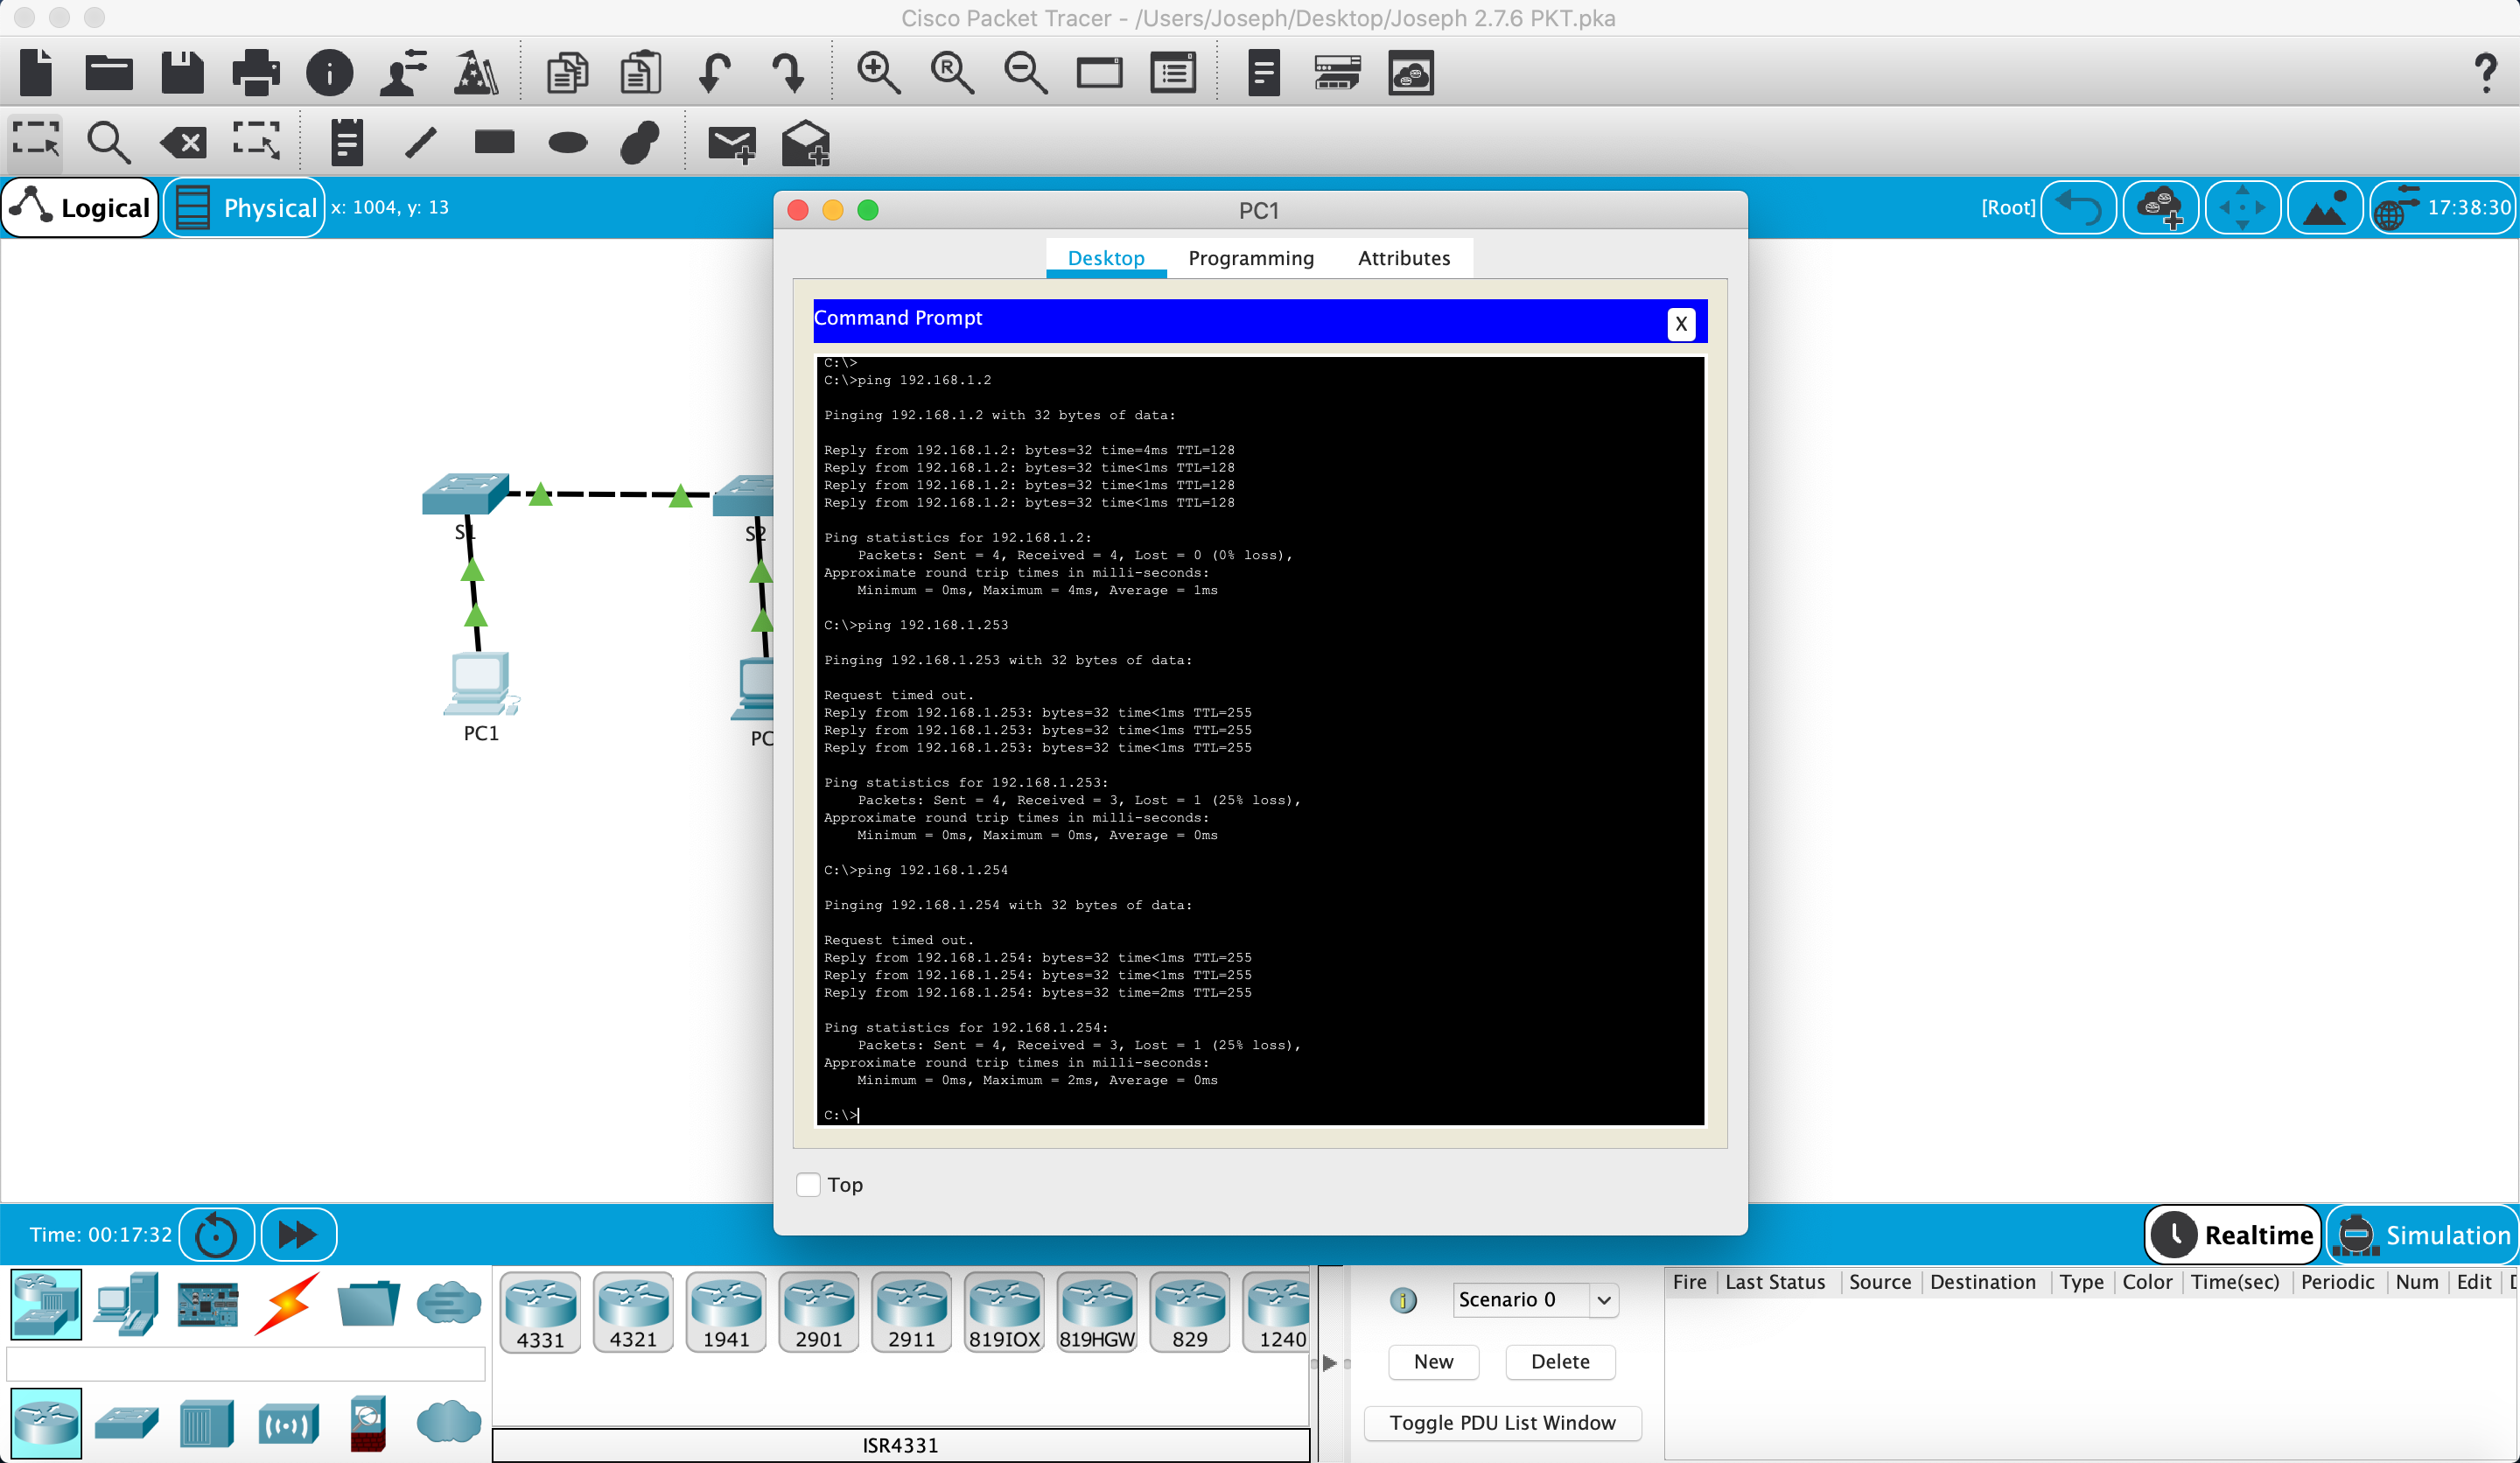 Cisco Packet Tracer - /Users/Joseph/Desktop/Joseph 2.7.6 PKT.pka
Logical
Physical
x: 1004, y: 13
[Root]
17:38:30
PC1
Desktop
Programming
Attributes
Command Prompt
X
C:\>
C:\>ping 192.168.1.2
Pinging 192.168.1.2 with 32 bytes of data:
Reply from 192.168.1.2: bytes=32 time=4ms TTL=128
Reply from 192.168.1.2: bytes=32 time<1ms TTL=128
Reply from 192.168.1.2: bytes=32 time<1ms TTL=128
Reply from 192.168.1.2: bytes=32 time<1ms TTL=128
Ping statistics for 192.168.1.2:
Packets: Sent = 4, Received = 4, Lost = 0 (0% loss),
Approximate round trip times in milli-seconds:
Minimum = 0ms, Maximum = 4ms, Average = 1ms
C:\>ping 192.168.1.253
Pinging 192.168.1.253 with 32 bytes of data:
Request timed out.
Reply from 192.168.1.253: bytes=32 time<1ms TTL=255
Reply from 192.168.1.253: bytes=32 time<1ms TTL=255
Reply from 192.168.1.253: bytes=32 time<1ms TTL=255
Ping statistics for 192.168.1.253:
Packets: Sent = 4, Received = 3, Lost = 1 (25% loss),
Approximate round trip times in milli-seconds:
Minimum = 0ms, Maximum = 0ms, Average = 0ms
C:\>ping 192.168.1.254
Pinging 192.168.1.254 with 32 bytes of data:
Request timed out.
Reply from 192.168.1.254: bytes=32 time<1ms TTL=255
Reply from 192.168.1.254: bytes=32 time<1ms TTL=255
Reply from 192.168.1.254: bytes=32 time=2ms TTL=255
Ping statistics for 192.168.1.254:
Packets: Sent = 4, Received = 3, Lost = 1 (25% loss),
Approximate round trip times in milli-seconds:
Minimum = 0ms, Maximum = 2ms, Average = 0ms
C:\>
Top
S1
S2
PC1
PC
Time: 00:17:32
Realtime
Simulation
4331
4321
1941
2901
2911
819IOX
819HGW
829
1240
ISR4331
Scenario 0
New
Delete
Toggle PDU List Window
Fire
Last Status
Source
Destination
Type
Color
Time(sec)
Periodic
Num
Edit